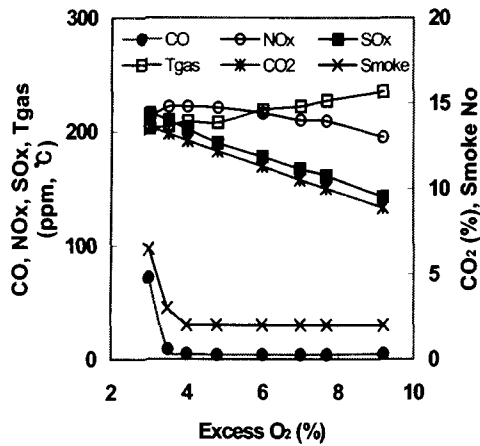 300
200
100
0
20
15
10
5
0
CO NOx SOx
Tgas CO2 Smoke
CO, NOx, SOx, Tgas
(ppm, ℃)
CO₂ (%), Smoke No
2 4 6 8 10
Excess O₂ (%)